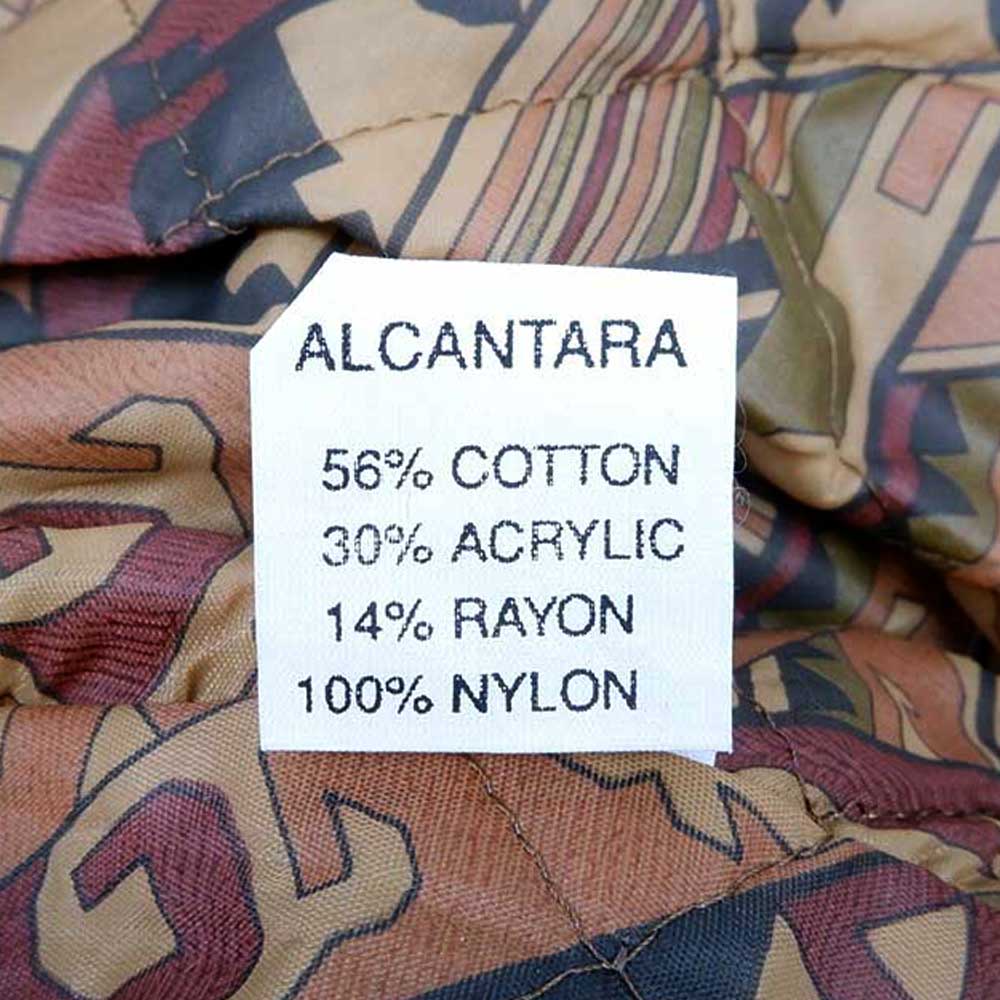 ALCANTARA
56% COTTON
30% ACRYLIC
14% RAYON
100% NYLON